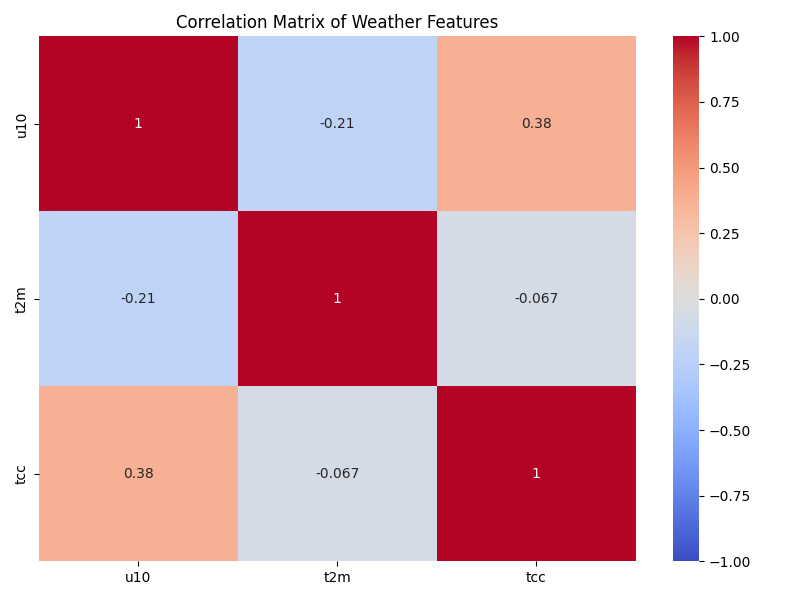 Correlation Matrix of Weather Features
u10
1
-0.21
0.38
t2m
-0.21
1
-0.067
tcc
0.38
-0.067
1
u10
t2m
tcc
1.00
0.75
0.50
0.25
0.00
−0.25
−0.50
−0.75
−1.00